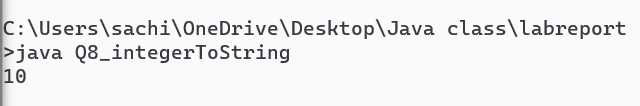 C:\Users\sachi\OneDrive\Desktop\Java class\labreport
>java Q8_integerToString
10